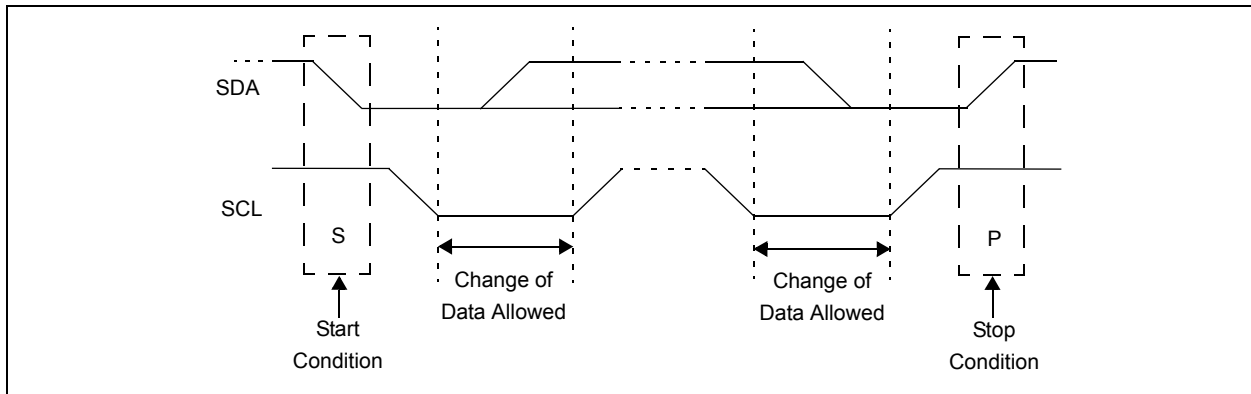 SDA
SCL
S
P
Change of
Data Allowed
Change of
Data Allowed
Start
Condition
Stop
Condition